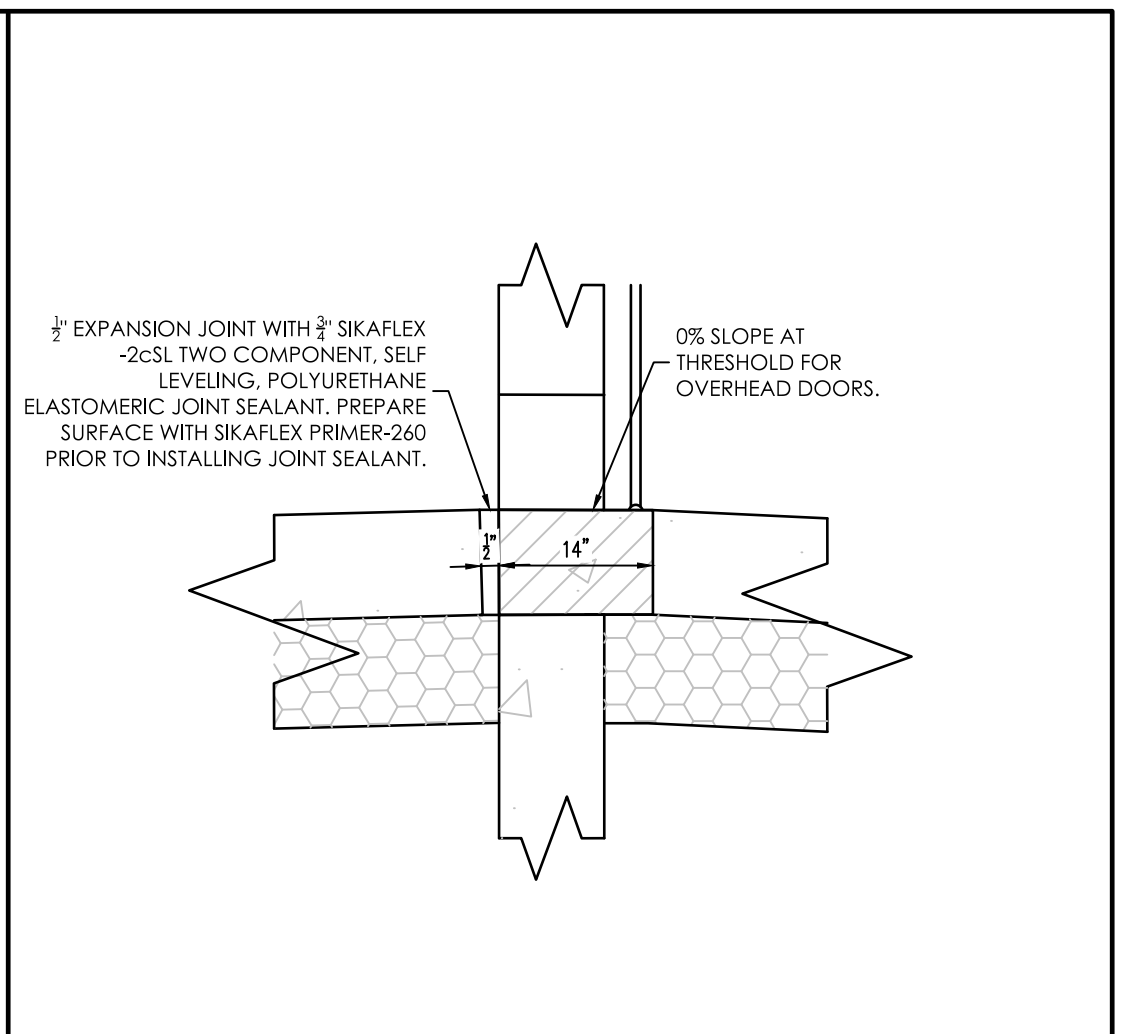 ½" EXPANSION JOINT WITH ¾" SIKAFLEX
-2cSL TWO COMPONENT, SELF
LEVELING, POLYURETHANE
ELASTOMERIC JOINT SEALANT. PREPARE
SURFACE WITH SIKAFLEX PRIMER-260
PRIOR TO INSTALLING JOINT SEALANT.
0% SLOPE AT
THRESHOLD FOR
OVERHEAD DOORS.
½"
14"